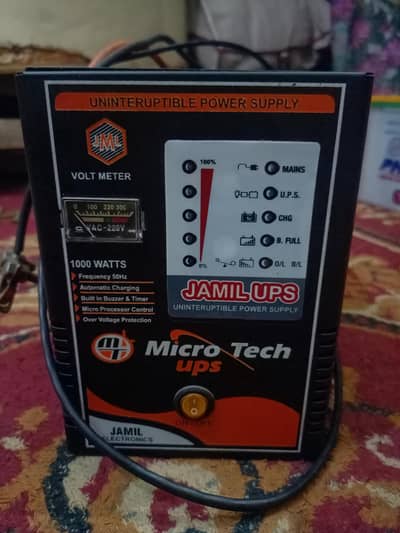 UNINTERUPTIBLE POWER SUPPLY
JML
VOLT METER
0 100 220 300
VAC-220V
100%
MAINS
U.P.S.
CHG
B. FULL
O/L B/L
0%
1000 WATTS
Frequency 50Hz
Automatic Charging
Built in Buzzer & Timer
Micro Processor Control
Over Voltage Protection
JAMIL UPS
UNINTERUPTIBLE POWER SUPPLY
Micro Tech
ups
JAMIL
ELECTRONICS